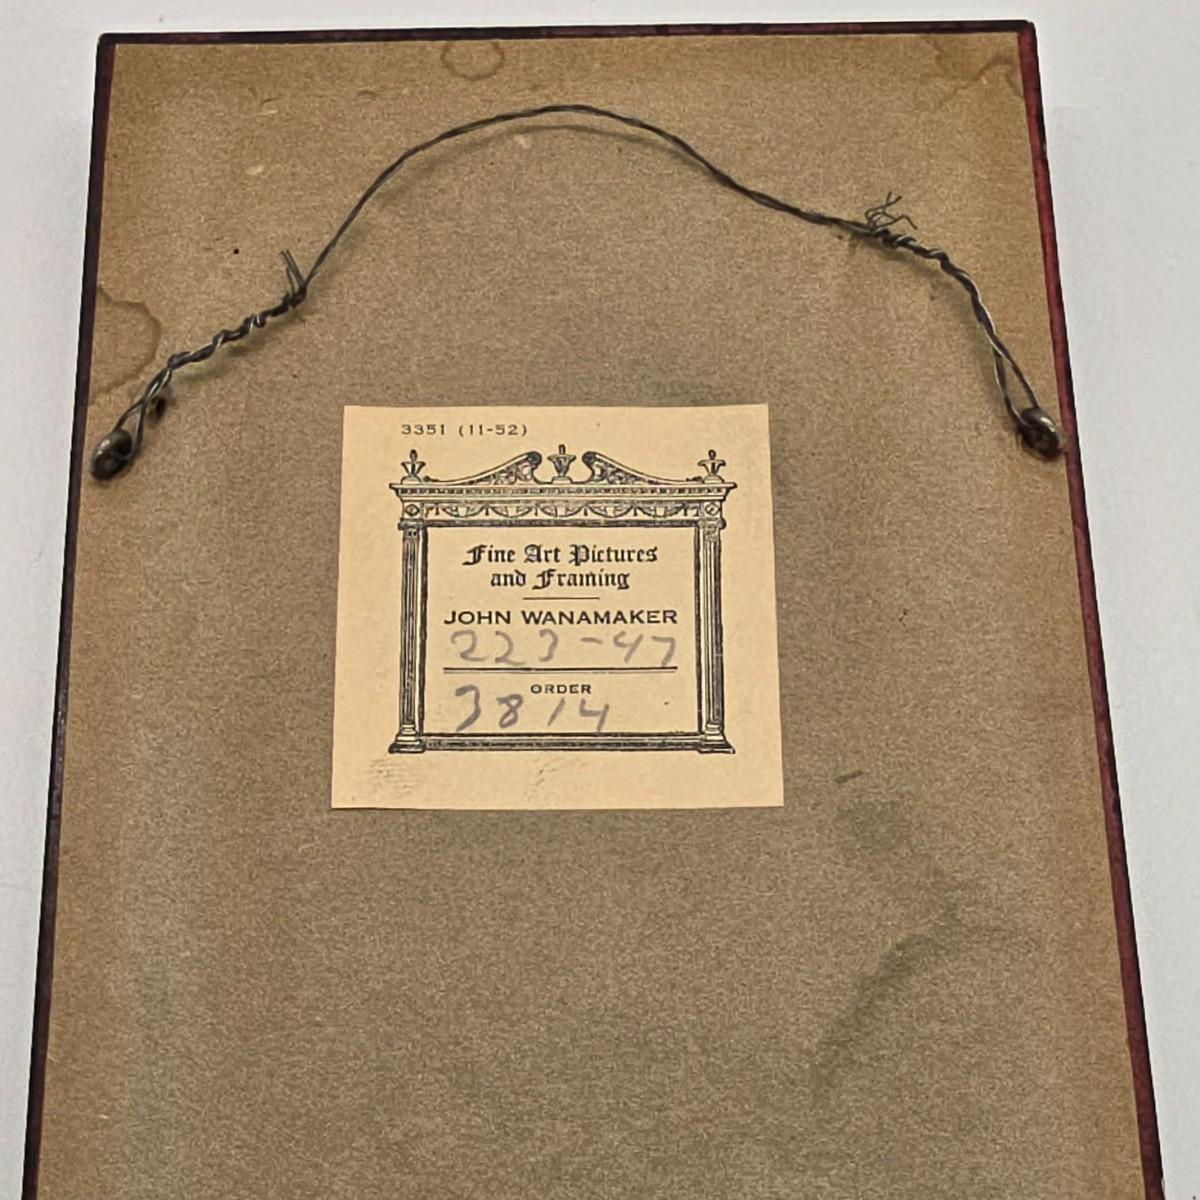 3351 (11-52)
Fine Art Pictures
and Framing
JOHN WANAMAKER
223-47
ORDER
3814